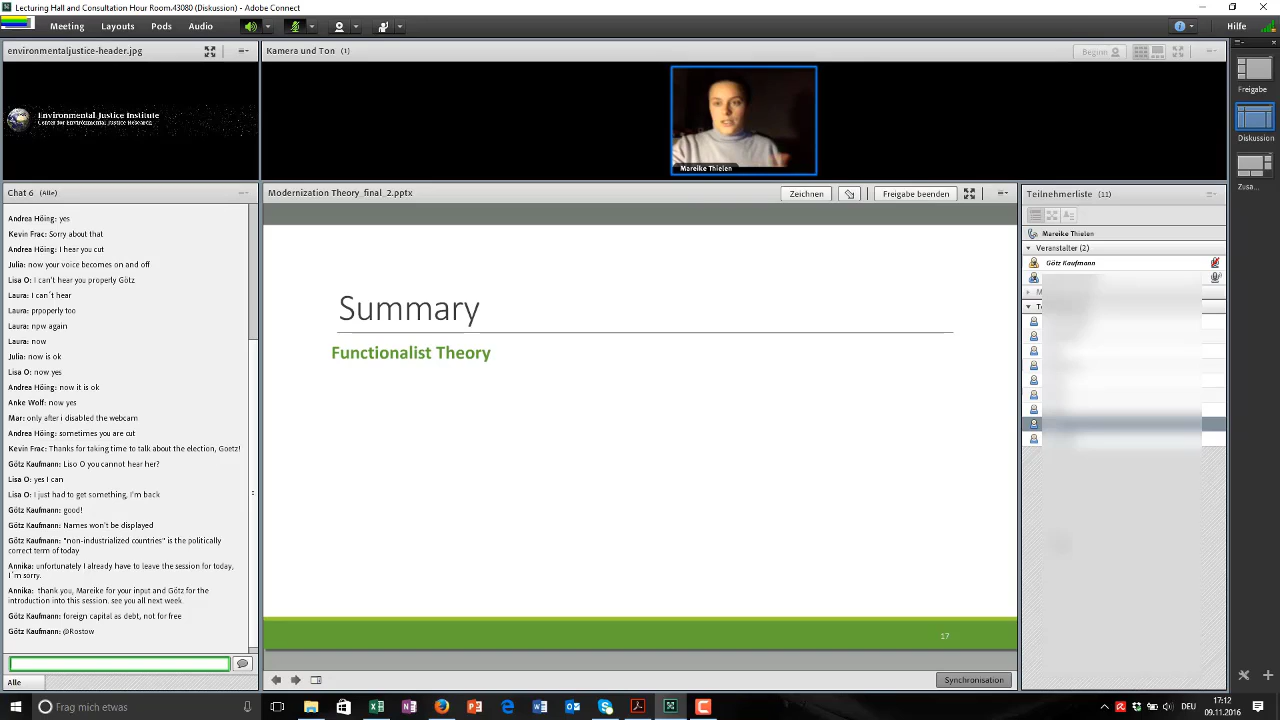 Lecturing Hall and Consultation Hour Room.43080 (Diskussion) - Adobe Connect
Meeting Layouts Pods Audio Hilfe
environmentaljustice-header.jpg
Kamera und Ton (1)
Beginn
Freigabe
Environmental Justice Institute
Center for Environmental Justice Research
Diskussion
Mareike Thielen
Zusa...
Chat 6 (Alle)
Modernization Theory_final_2.pptx
Zeichnen
Freigabe beenden
Teilnehmerliste (11)
Andrea Höing: yes
Kevin Frac: Sorry about that
Andrea Höing: I hear you cut
Julia: now your voice becomes on and off
Lisa O: I can't hear you properly Götz
Laura: I can´t hear
Laura: prpoperly too
Laura: npw again
Laura: now
Julia: now is ok
Lisa O: now yes
Andrea Höing: now it is ok
Anke Wolf: now yes
Mar: only after i disabled the webcam
Andrea Höing: sometimes you are cut
Kevin Frac: Thanks for taking time to talk about the election, Goetz!
Götz Kaufmann: Liso O you cannot hear her?
Lisa O: yes I can
Lisa O: I just had to get something, I'm back
Götz Kaufmann: good!
Götz Kaufmann: Names won't be displayed
Götz Kaufmann: "non-industrialized countries" is the politically
correct term of today
Annika: unfortunately I already have to leave the session for today,
I´m sorry.
Annika: thank you, Mareike for your input and Götz for the
introduction into this session. see you all next week.
Götz Kaufmann: foreign capital as debt, not for free
Götz Kaufmann: @Rostow
Alle
Summary
Functionalist Theory
17
Synchronisation
Mareike Thielen
Veranstalter (2)
Götz Kaufmann
Frag mich etwas
DEU
17:12
09.11.2016